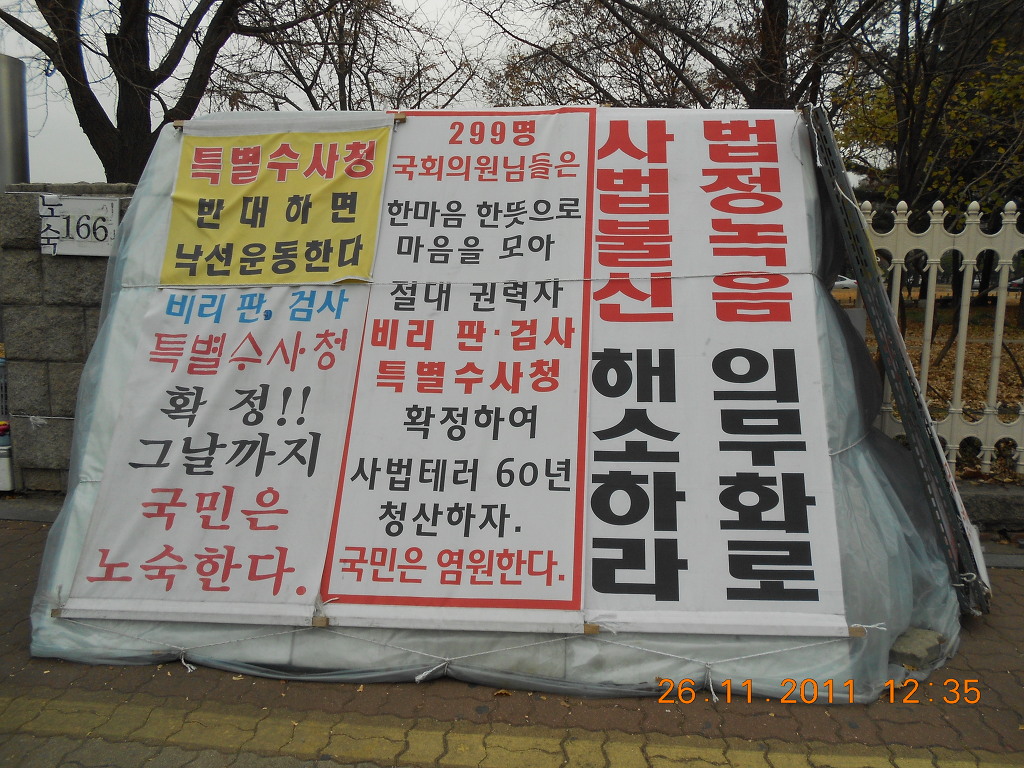 노숙
166
특별수사청
반대하면
낙선운동한다
비리 판, 검사
특별수사청
확 정!!
그날까지
국민은
노숙한다.
299명
국회의원님들은
한마음 한뜻으로
마음을 모아
절대 권력자
비리 판·검사
특별수사청
확정하여
사법테러 60년
청산하자.
국민은 염원한다.
법정녹음 의무화로
사법불신 해소하라
26.11.2011 12:35